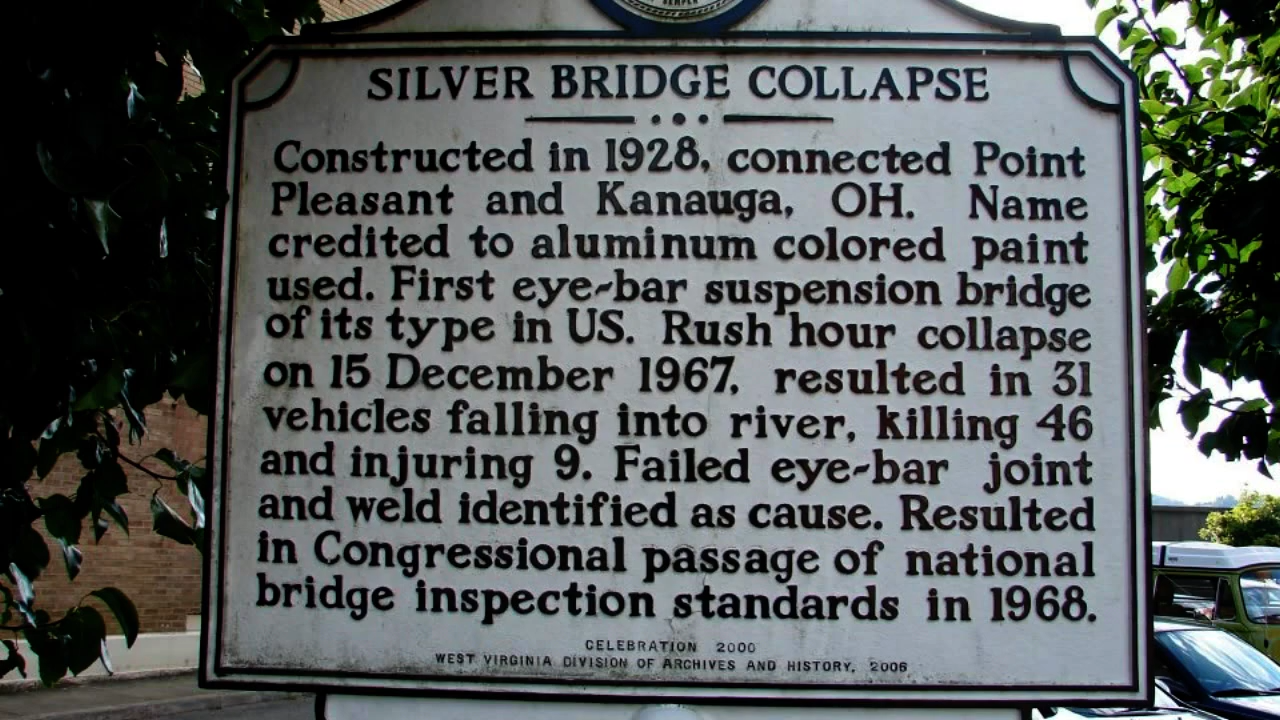 SEMPER
SILVER BRIDGE COLLAPSE
Constructed in 1928, connected Point
Pleasant and Kanauga, OH. Name
credited to aluminum colored paint
used. First eye-bar suspension bridge
of its type in US. Rush hour collapse
on 15 December 1967, resulted in 31
vehicles falling into river, killing 46
and injuring 9. Failed eye-bar joint
and weld identified as cause. Resulted
in Congressional passage of national
bridge inspection standards in 1968.
CELEBRATION 2000
WEST VIRGINIA DIVISION OF ARCHIVES AND HISTORY, 2006